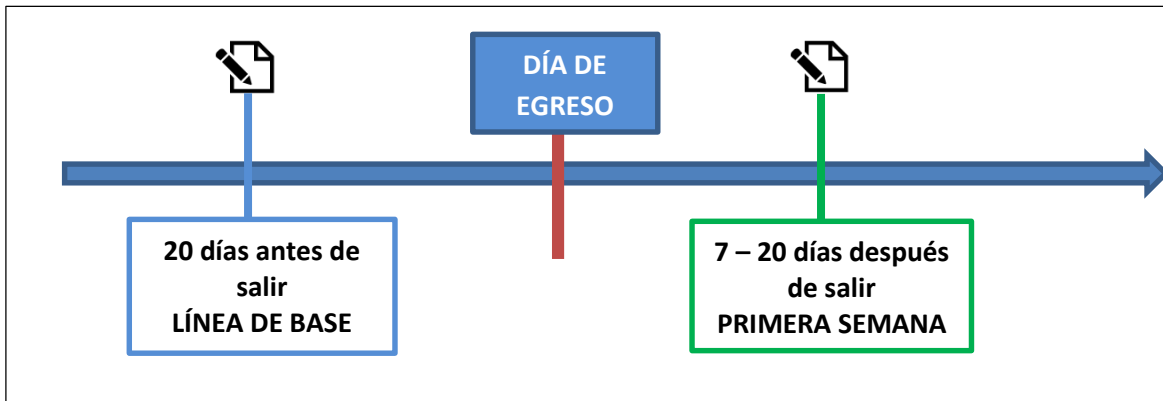 DÍA DE
EGRESO
20 días antes de
salir
LÍNEA DE BASE
7 – 20 días después
de salir
PRIMERA SEMANA